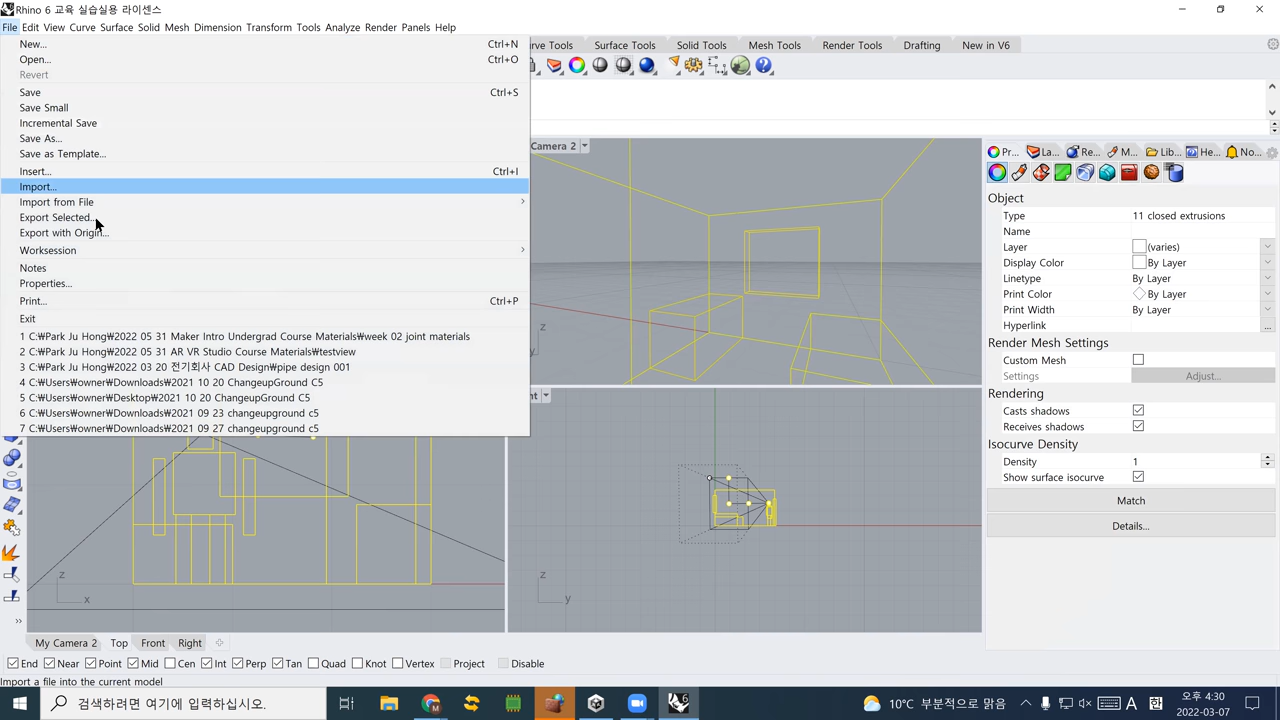 Rhino 6 교육 실습실용 라이센스
File Edit View Curve Surface Solid Mesh Dimension Transform Tools Analyze Render Panels Help
New... Ctrl+N
Open... Ctrl+O
Revert
Save Ctrl+S
Save Small
Incremental Save
Save As...
Save as Template...
Insert... Ctrl+I
Import...
Import from File
Export Selected...
Export with Origin...
Worksession
Notes
Properties...
Print... Ctrl+P
Exit
1 C:₩Park Ju Hong₩2022 05 31 Maker Intro Undergrad Course Materials₩week 02 joint materials
2 C:₩Park Ju Hong₩2022 05 31 AR VR Studio Course Materials₩testview
3 C:₩Park Ju Hong₩2022 03 20 전기회사 CAD Design₩pipe design 001
4 C:₩Users₩owner₩Downloads₩2021 10 20 ChangeupGround C5
5 C:₩Users₩owner₩Desktop₩2021 10 20 ChangeupGround C5
6 C:₩Users₩owner₩Downloads₩2021 09 23 changeupground c5
7 C:₩Users₩owner₩Downloads₩2021 09 27 changeupground c5
rve Tools Surface Tools Solid Tools Mesh Tools Render Tools Drafting New in V6
Camera 2
z
y
ht
z
x
z
y
Pr... La... Re... M... Lib... He... No...
Object
Type 11 closed extrusions
Name
Layer (varies)
Display Color By Layer
Linetype By Layer
Print Color By Layer
Print Width By Layer
Hyperlink ...
Render Mesh Settings
Custom Mesh
Settings Adjust...
Rendering
Casts shadows
Receives shadows
Isocurve Density
Density 1
Show surface isocurve
Match
Details...
My Camera 2 Top Front Right
End Near Point Mid Cen Int Perp Tan Quad Knot Vertex Project Disable
Import a file into the current model
검색하려면 여기에 입력하십시오. 6 10°C 부분적으로 맑음 A 한 오후 4:30
2022-03-07